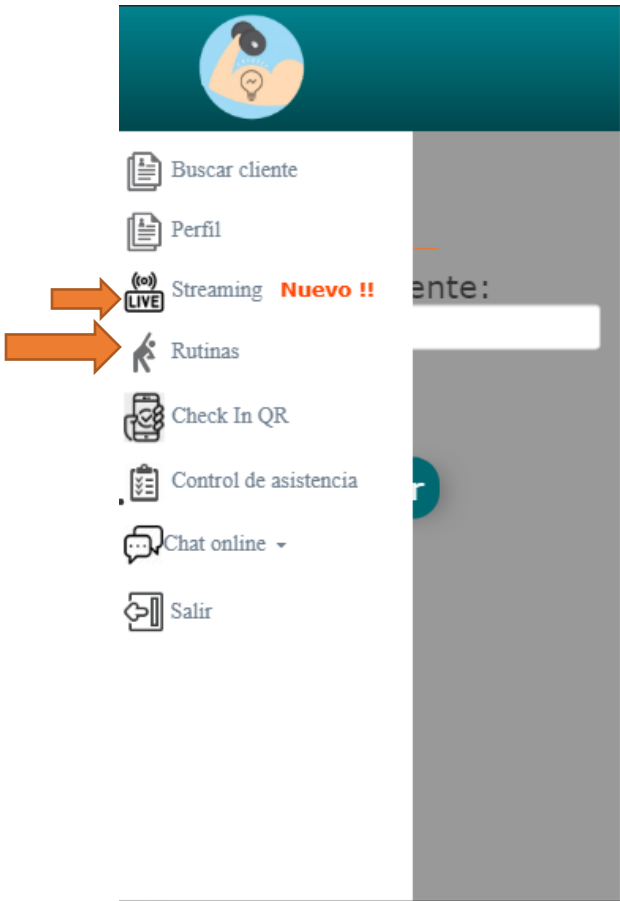 Buscar cliente
Perfil
LIVE Streaming Nuevo !!
ente:
Rutinas
Check In QR
Control de asistencia
r
Chat online
Salir